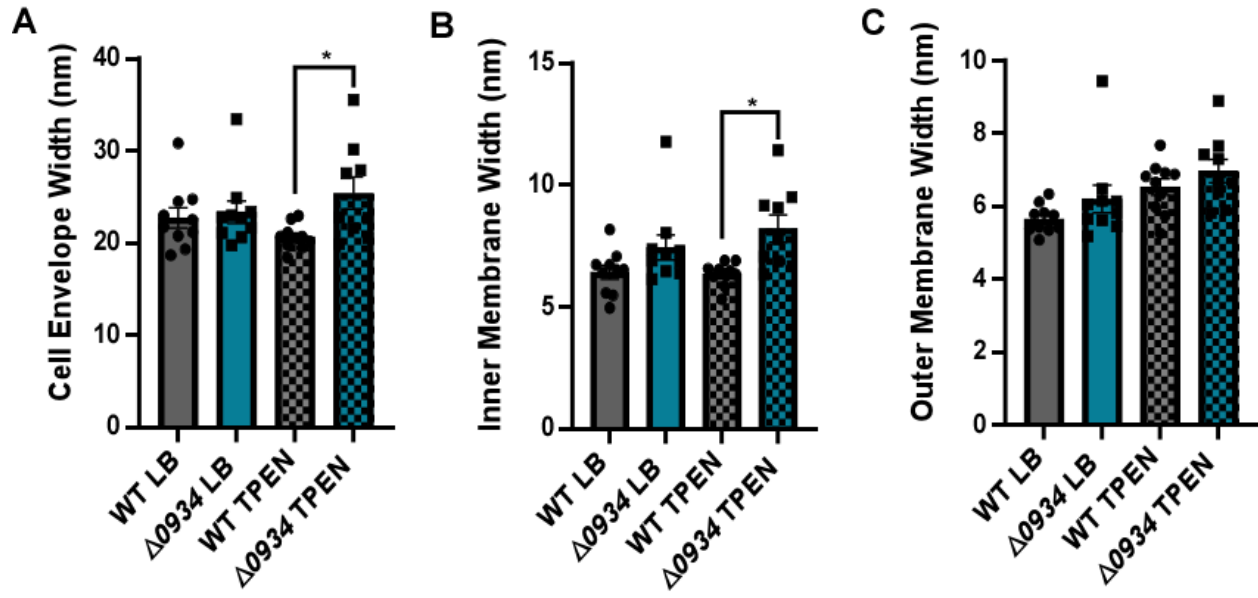 A
Cell Envelope Width (nm)
40
30
20
10
0
*
WT LB
Δ0934 LB
WT TPEN
Δ0934 TPEN
B
Inner Membrane Width (nm)
15
10
5
0
*
WT LB
Δ0934 LB
WT TPEN
Δ0934 TPEN
C
Outer Membrane Width (nm)
10
8
6
4
2
0
WT LB
Δ0934 LB
WT TPEN
Δ0934 TPEN